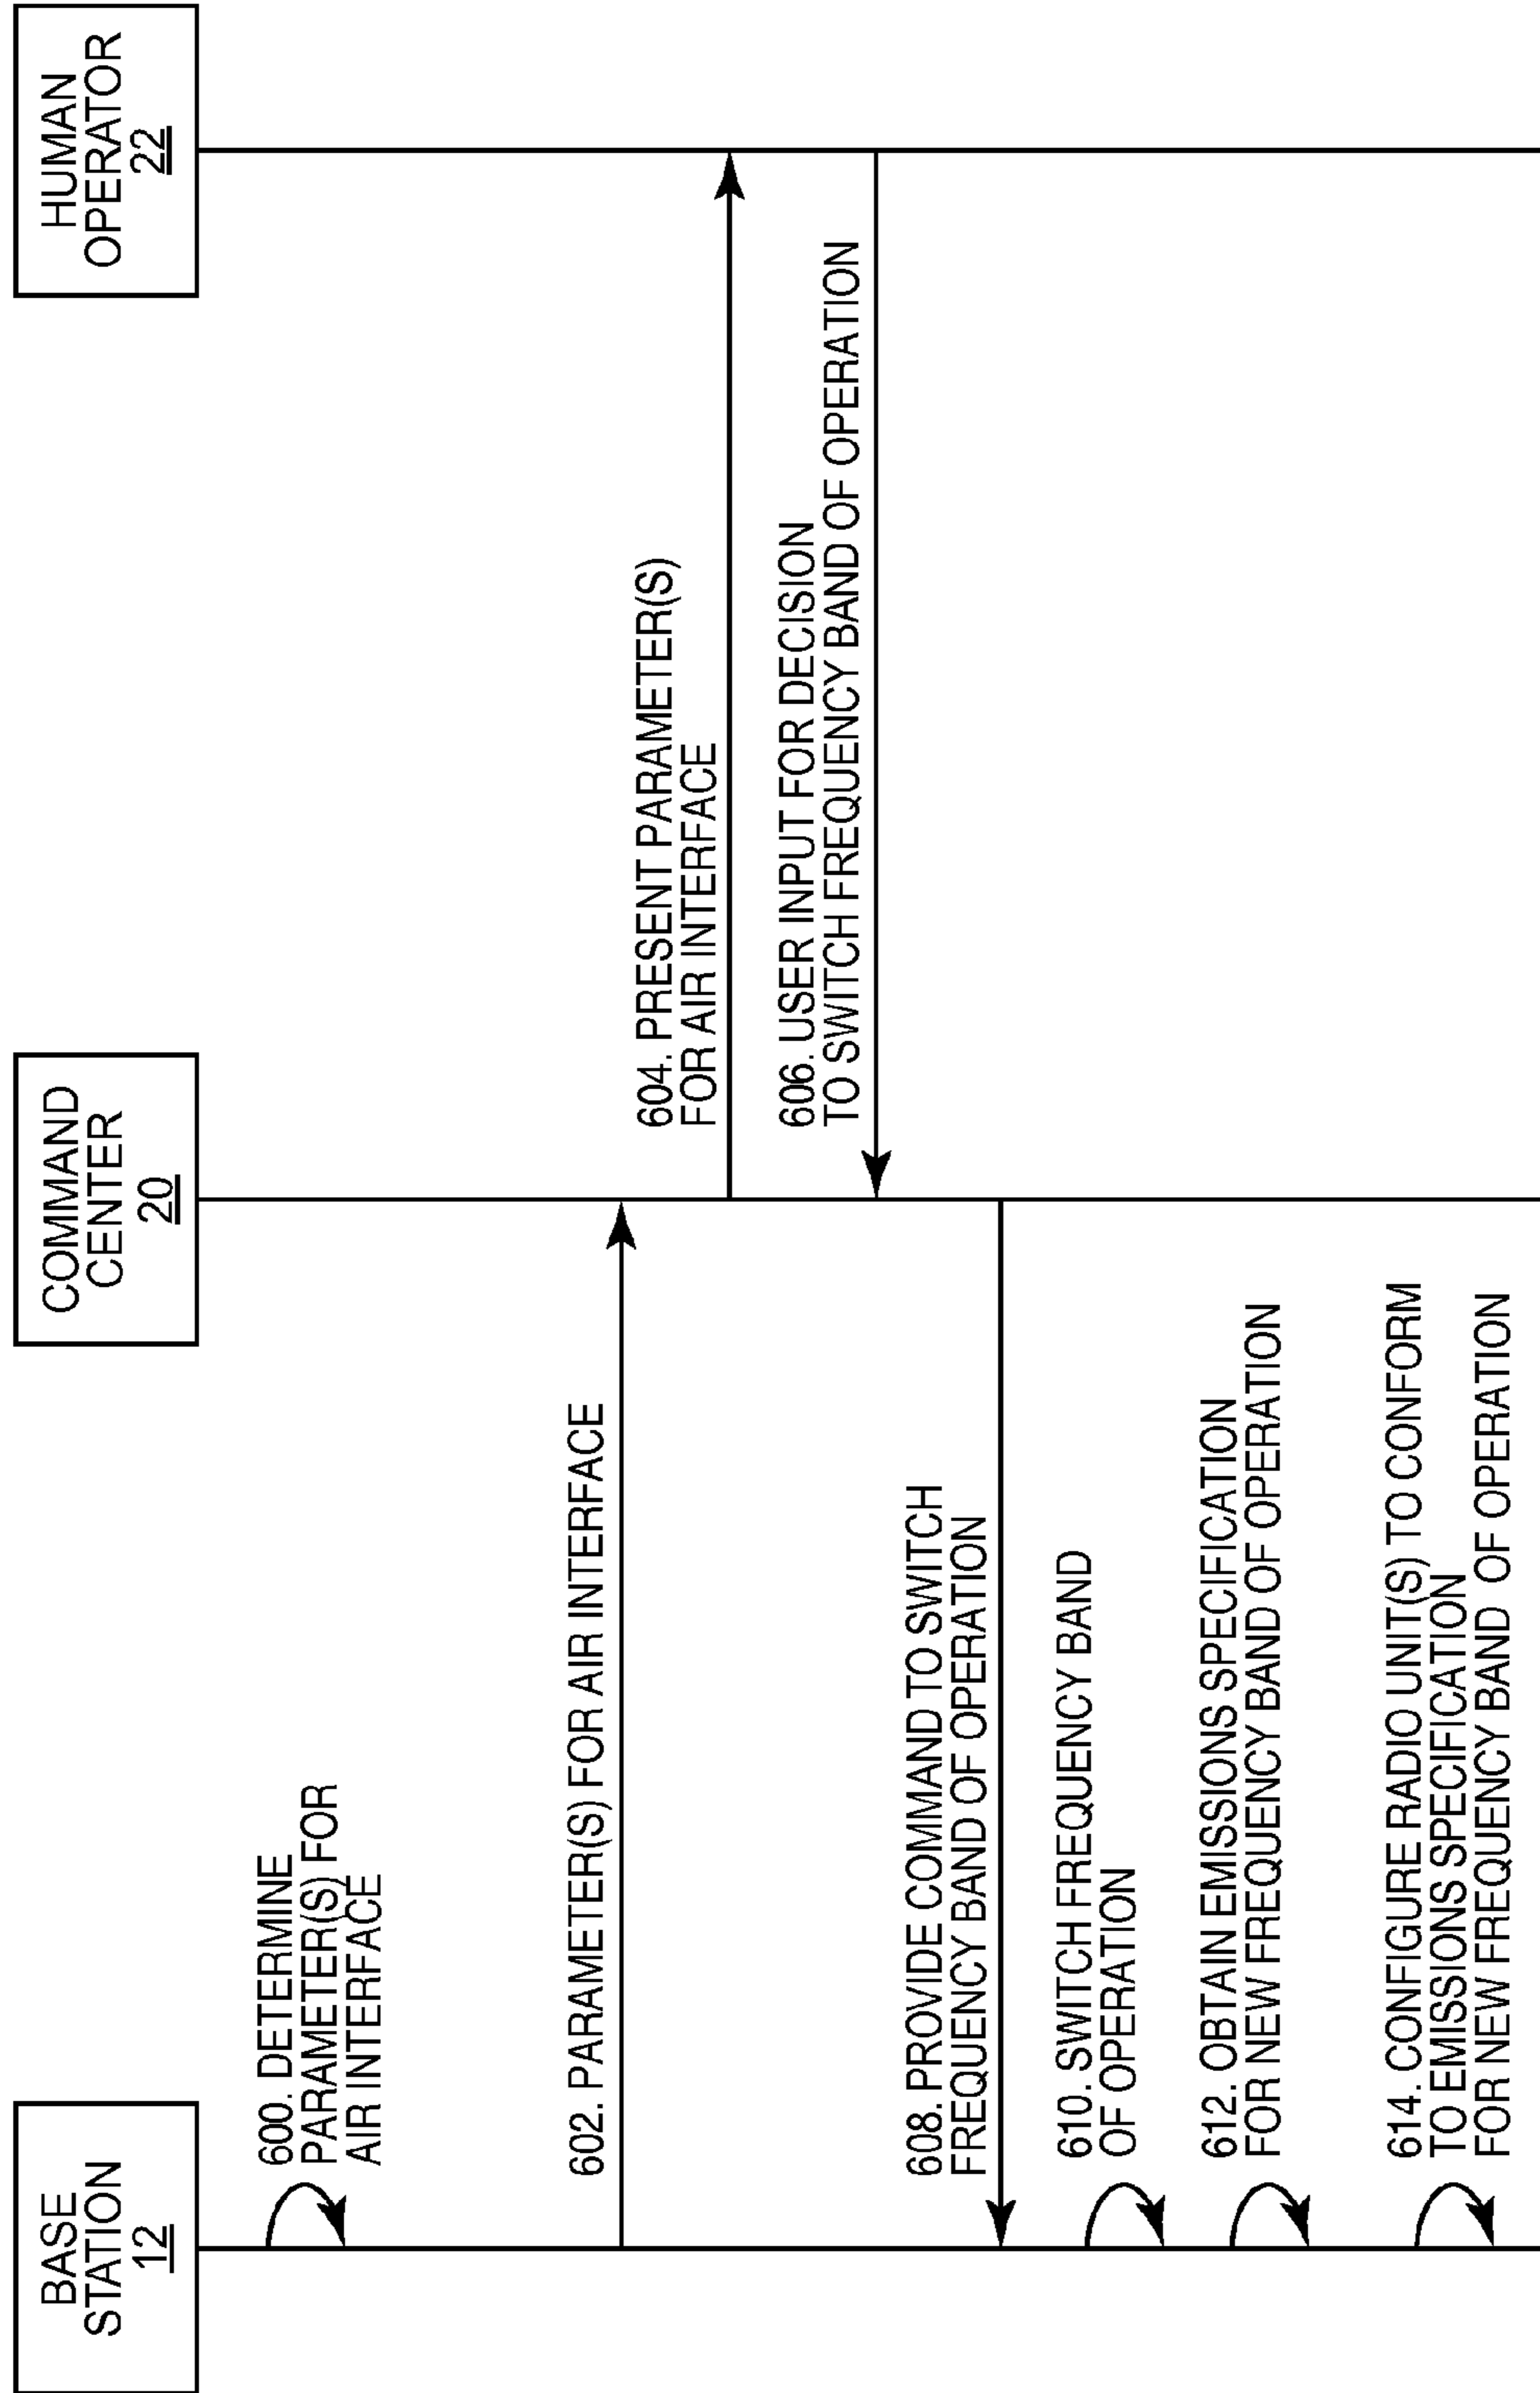 BASE
STATION
12
COMMAND
CENTER
20
HUMAN
OPERATOR
22
600. DETERMINE
PARAMETER(S) FOR
AIR INTERFACE
602. PARAMETER(S) FOR AIR INTERFACE
604. PRESENT PARAMETER(S)
FOR AIR INTERFACE
606. USER INPUT FOR DECISION
TO SWITCH FREQUENCY BAND OF OPERATION
608. PROVIDE COMMAND TO SWITCH
FREQUENCY BAND OF OPERATION
610. SWITCH FREQUENCY BAND
OF OPERATION
612. OBTAIN EMISSIONS SPECIFICATION
FOR NEW FREQUENCY BAND OF OPERATION
614. CONFIGURE RADIO UNIT(S) TO CONFORM
TO EMISSIONS SPECIFICATION
FOR NEW FREQUENCY BAND OF OPERATION